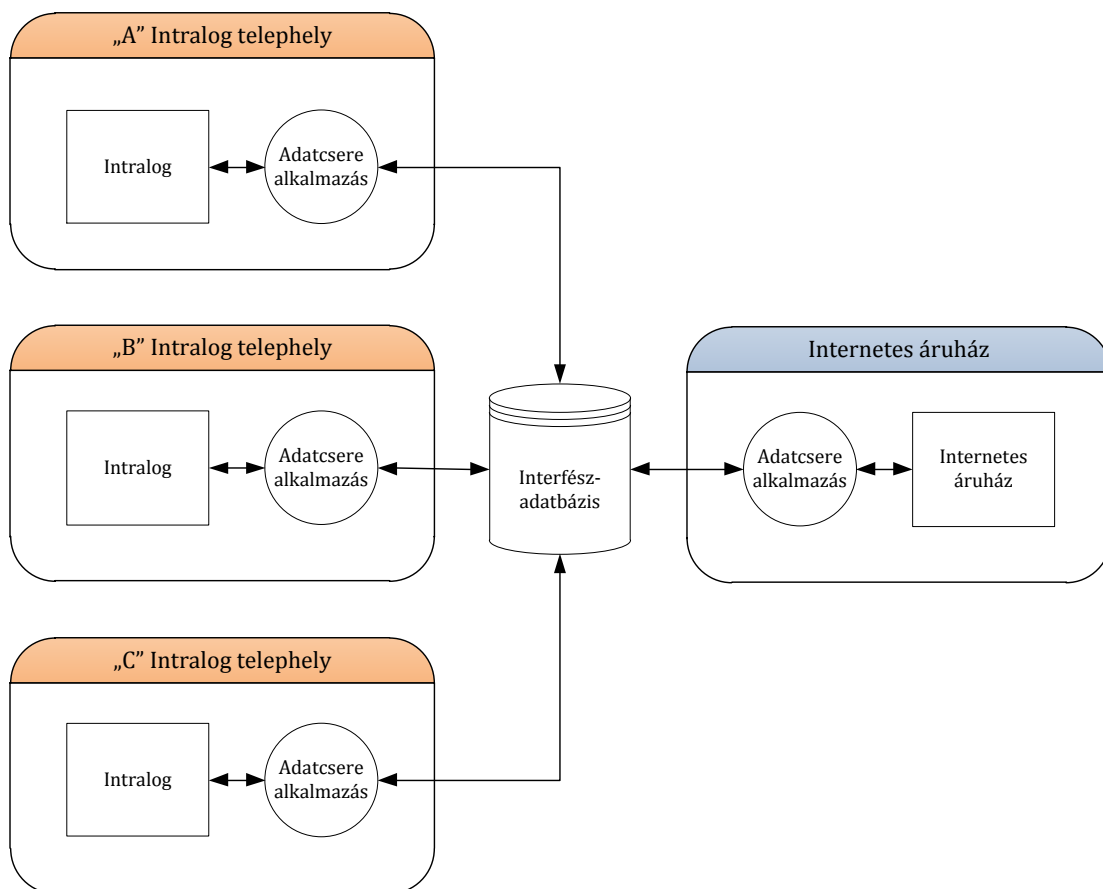 „A” Intralog telephely
Intralog
Adatcsere
alkalmazás
„B” Intralog telephely
Intralog
Adatcsere
alkalmazás
Interfész-
adatbázis
Internetes áruház
Adatcsere
alkalmazás
Internetes
áruház
„C” Intralog telephely
Intralog
Adatcsere
alkalmazás